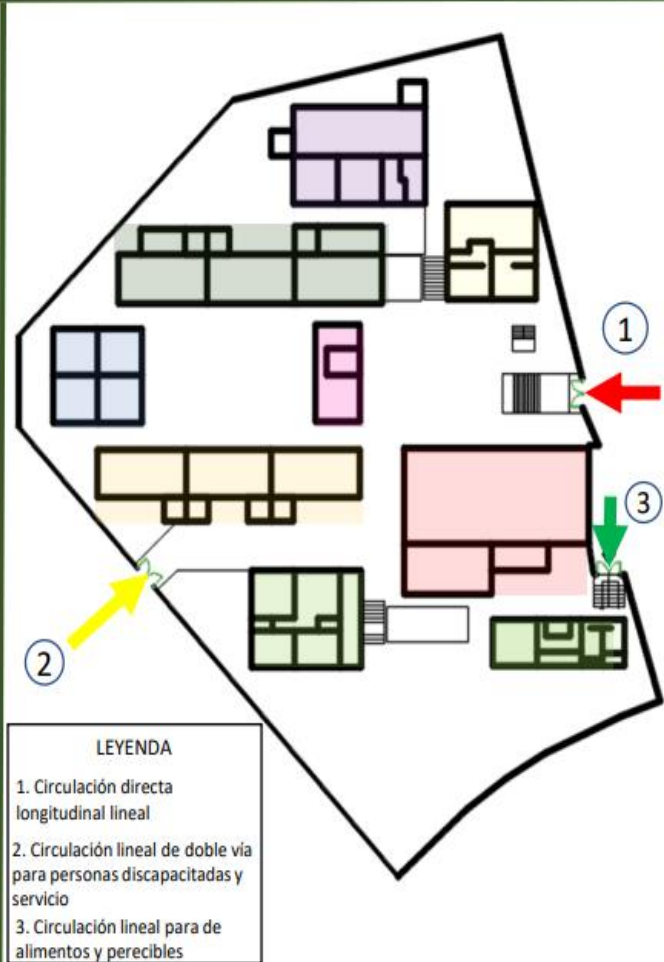 1
3
2
LEYENDA
1. Circulación directa
longitudinal lineal
2. Circulación lineal de doble vía
para personas discapacitadas y
servicio
3. Circulación lineal para de
alimentos y perecibles